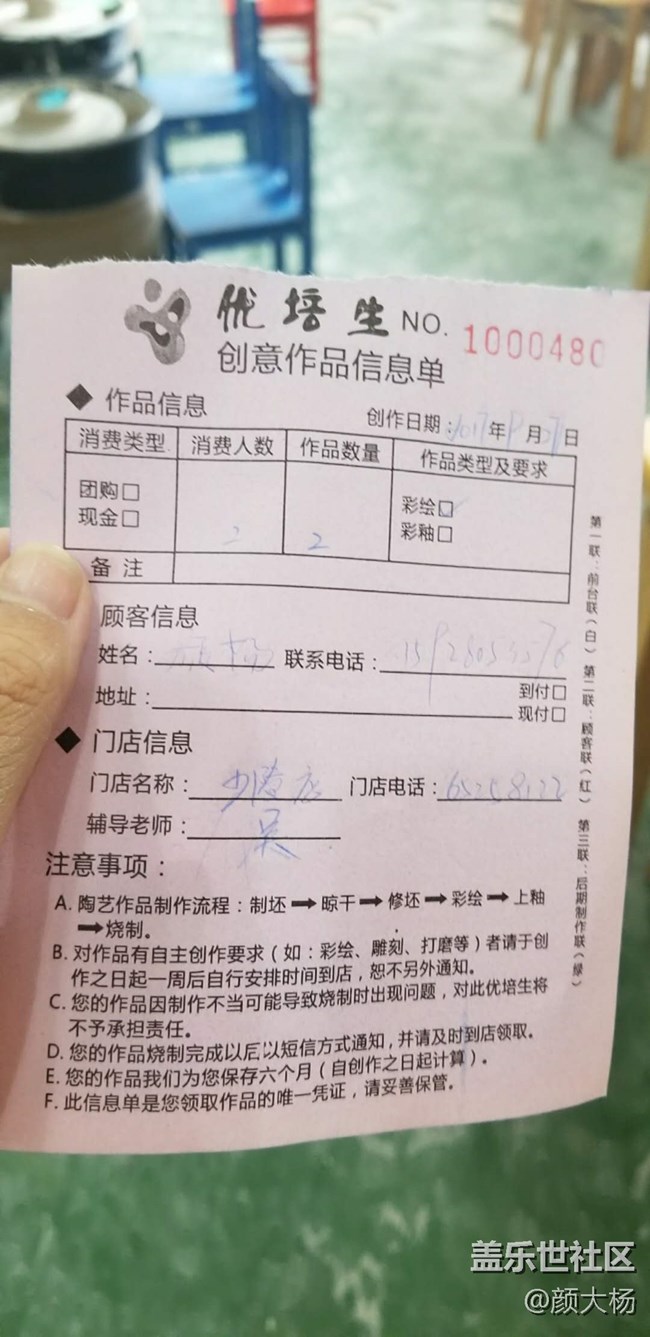 优培生 NO. 1000480
创意作品信息单
◆ 作品信息
创作日期： 年 月 日
消费类型 消费人数 作品数量 作品类型及要求
团购□ 彩绘□
现金□ 二 2 彩釉□
备 注
顾客信息
姓名： 联系电话：
地址： 到付□
现付□
◆ 门店信息
门店名称： 店 门店电话：65258122
辅导老师：吴
注意事项：
A. 陶艺作品制作流程：制坯➡晾干➡修坯➡彩绘➡上釉
➡烧制。
B. 对作品有自主创作要求（如：彩绘、雕刻、打磨等）者请于创
作之日起一周后自行安排时间到店，恕不另外通知。
C. 您的作品因制作不当可能导致烧制时出现问题，对此优培生将
不予承担责任。
D. 您的作品烧制完成以后以短信方式通知，并请及时到店领取。
E. 您的作品我们为您保存六个月（自创作之日起计算）。
F. 此信息单是您领取作品的唯一凭证，请妥善保管。
第一联：前台联（白） 第二联：顾客联（红） 第三联：后期制作联（绿）
盖乐世社区
@颜大杨